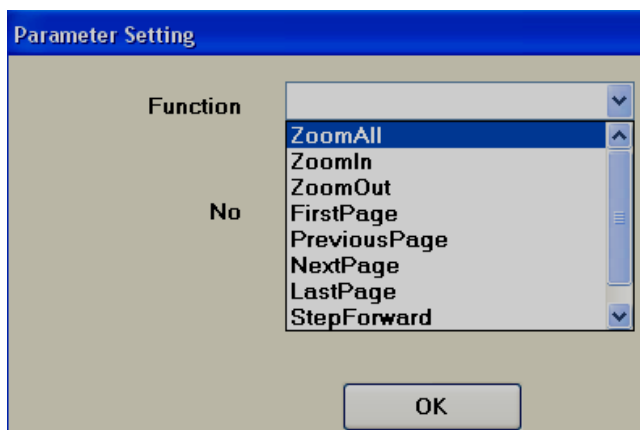 Parameter Setting
Function
ZoomAll
ZoomIn
ZoomOut
No
FirstPage
PreviousPage
NextPage
LastPage
StepForward
OK